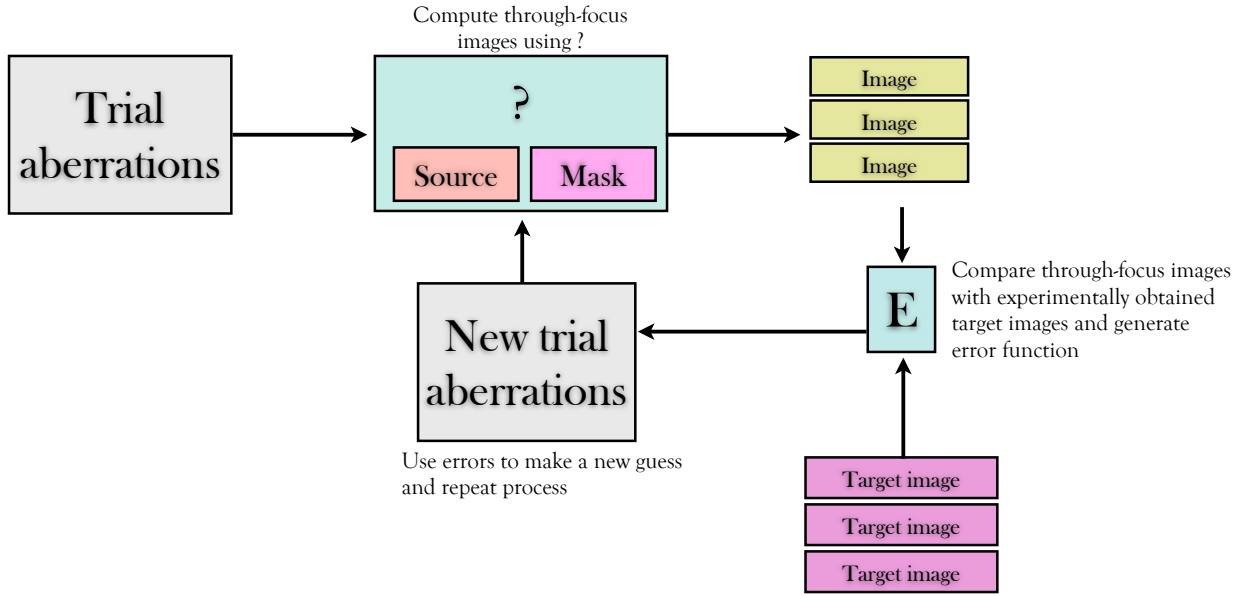 Compute through-focus
images using ?
Trial
aberrations
?
Source
Mask
Image
Image
Image
E
Compare through-focus images
with experimentally obtained
target images and generate
error function
New trial
aberrations
Use errors to make a new guess
and repeat process
Target image
Target image
Target image